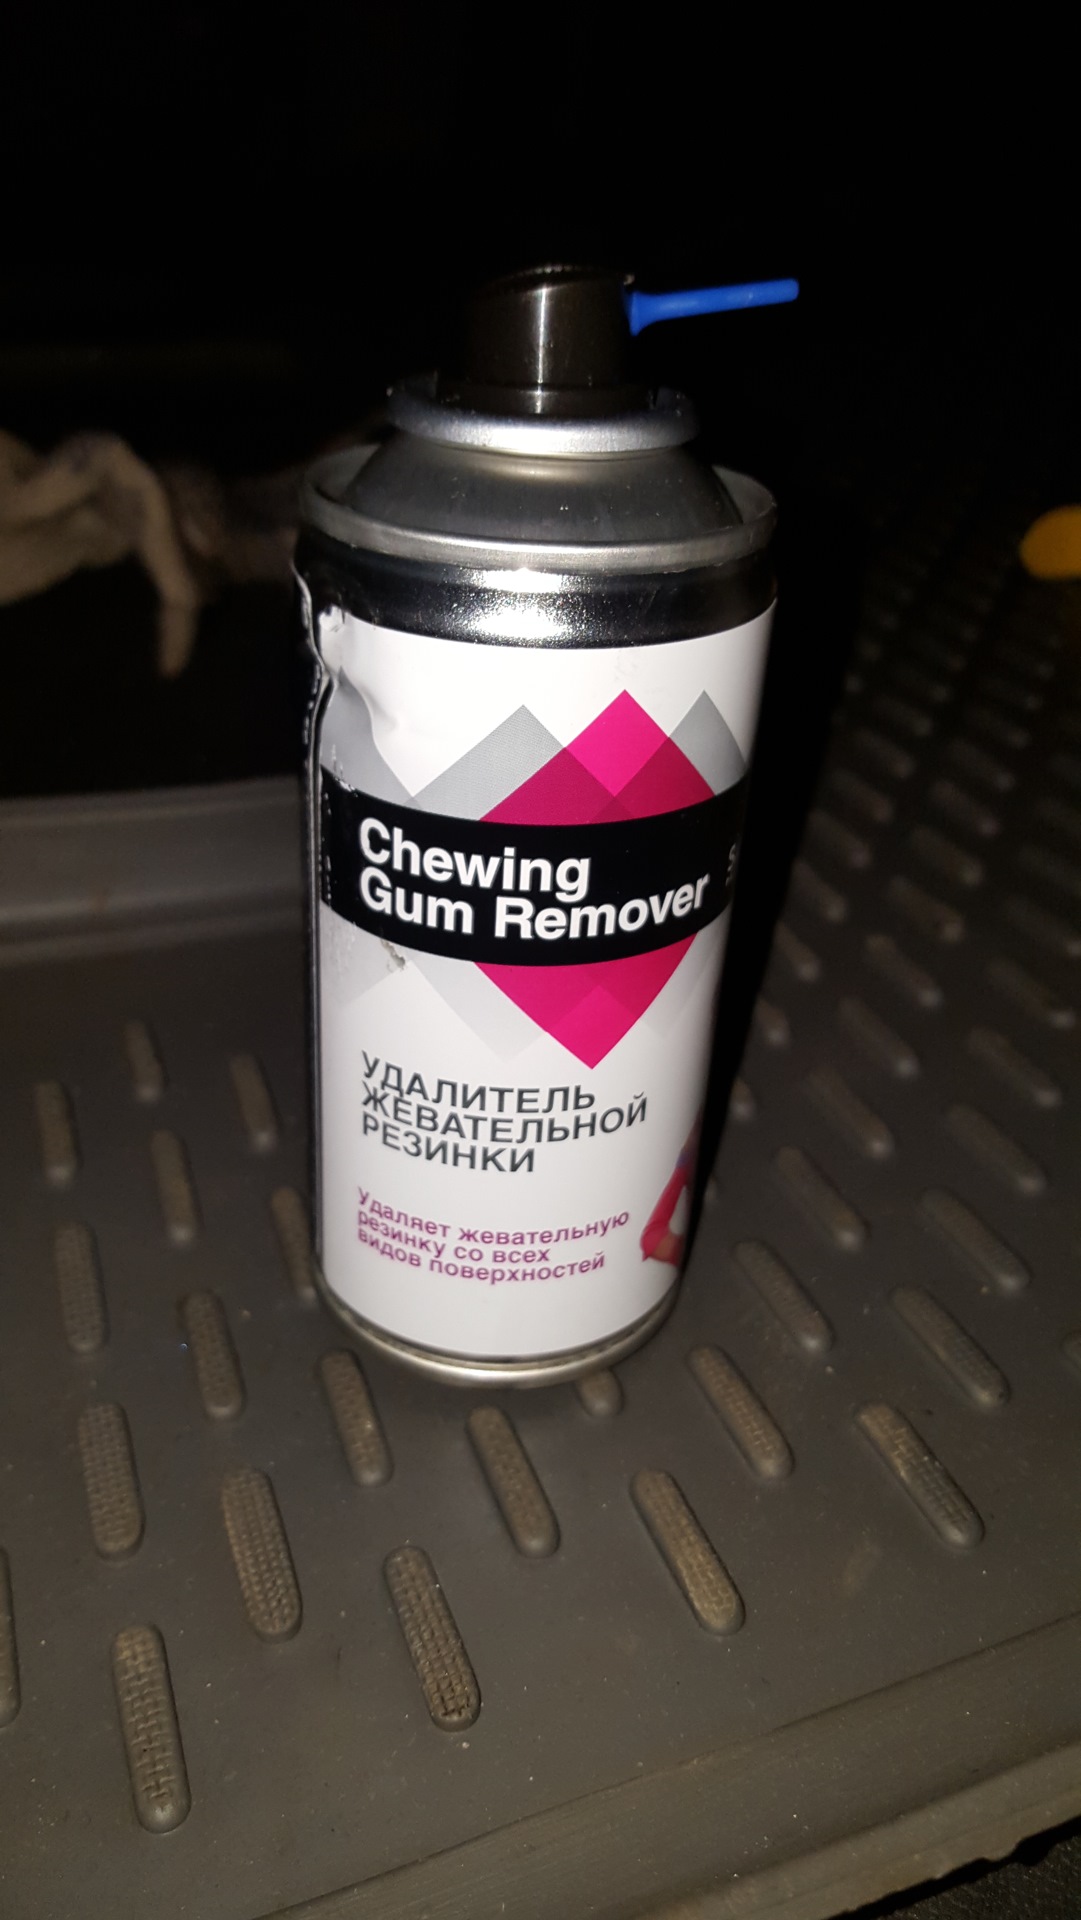 Chewing
Gum Remover
УДАЛИТЕЛЬ
ЖЕВАТЕЛЬНОЙ
РЕЗИНКИ
Удаляет жевательную
резинку со всех
видов поверхностей